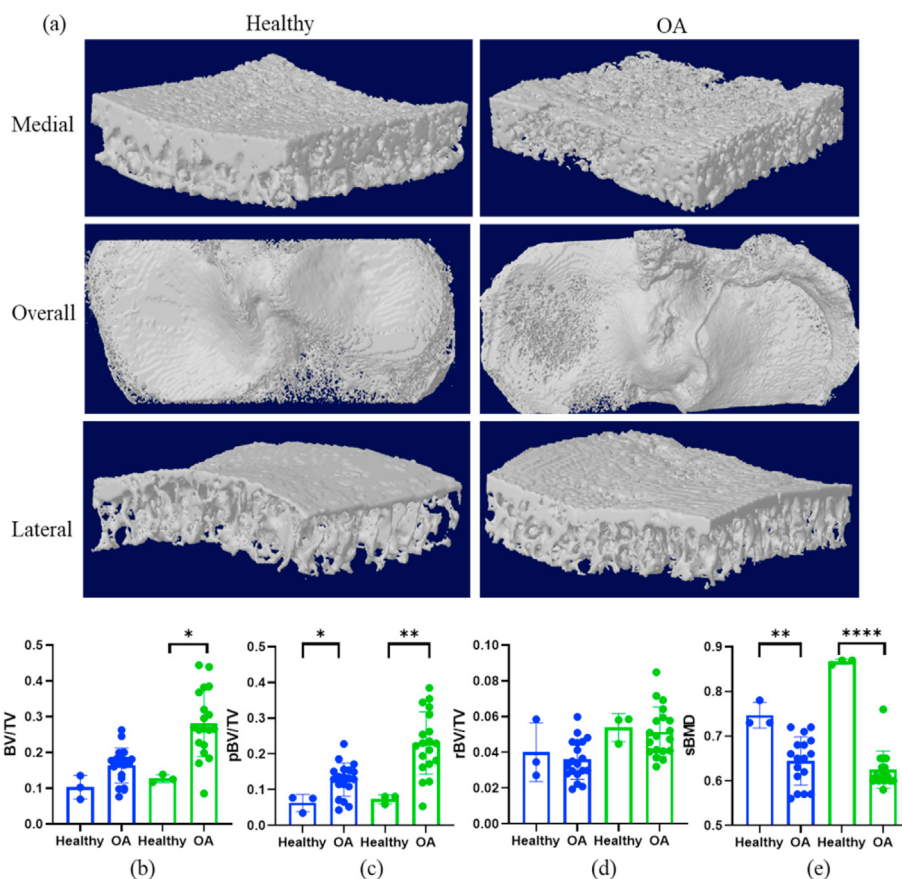 (a)
Healthy
OA
Medial
Overall
Lateral
BV/TV
0.5
0.4
0.3
0.2
0.1
0.0
*
Healthy OA Healthy OA
(b)
pBV/TV
0.5
0.4
0.3
0.2
0.1
0.0
* **
Healthy OA Healthy OA
(c)
rBV/TV
0.10
0.08
0.06
0.04
0.02
0.00
Healthy OA Healthy OA
(d)
sBMD
0.9
0.8
0.7
0.6
0.5
** ****
Healthy OA Healthy OA
(e)